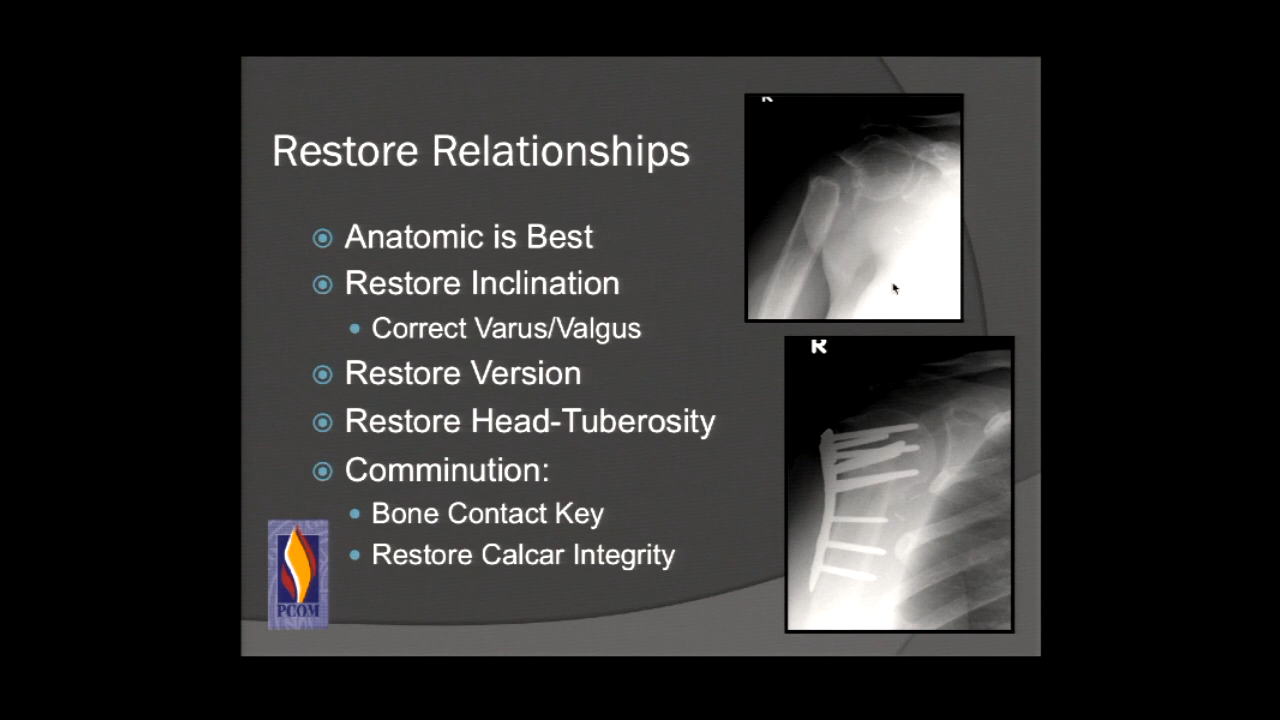 Restore Relationships
Anatomic is Best
Restore Inclination
Correct Varus/Valgus
Restore Version
Restore Head-Tuberosity
Comminution:
Bone Contact Key
Restore Calcar Integrity
PCOM
R
R